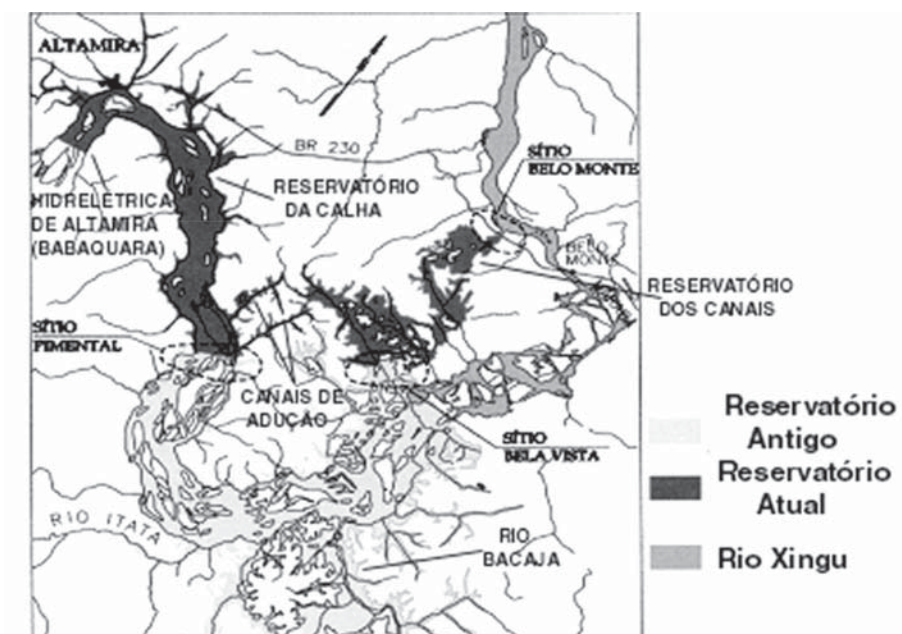 ALTAMIRA
BR 230
SÍTIO
BELO MONTE
RESERVATÓRIO
DA CALHA
HIDRELÉTRICA
DE ALTAMIRA
(BABAQUARA)
BELO
MONTE
RESERVATÓRIO
DOS CANAIS
SÍTIO
PIMENTAL
CANAIS DE
ADUÇÃO
SÍTIO
BELA VISTA
RIO ITATA
RIO
BACAJA
Reservatório
Antigo
Reservatório
Atual
Rio Xingu